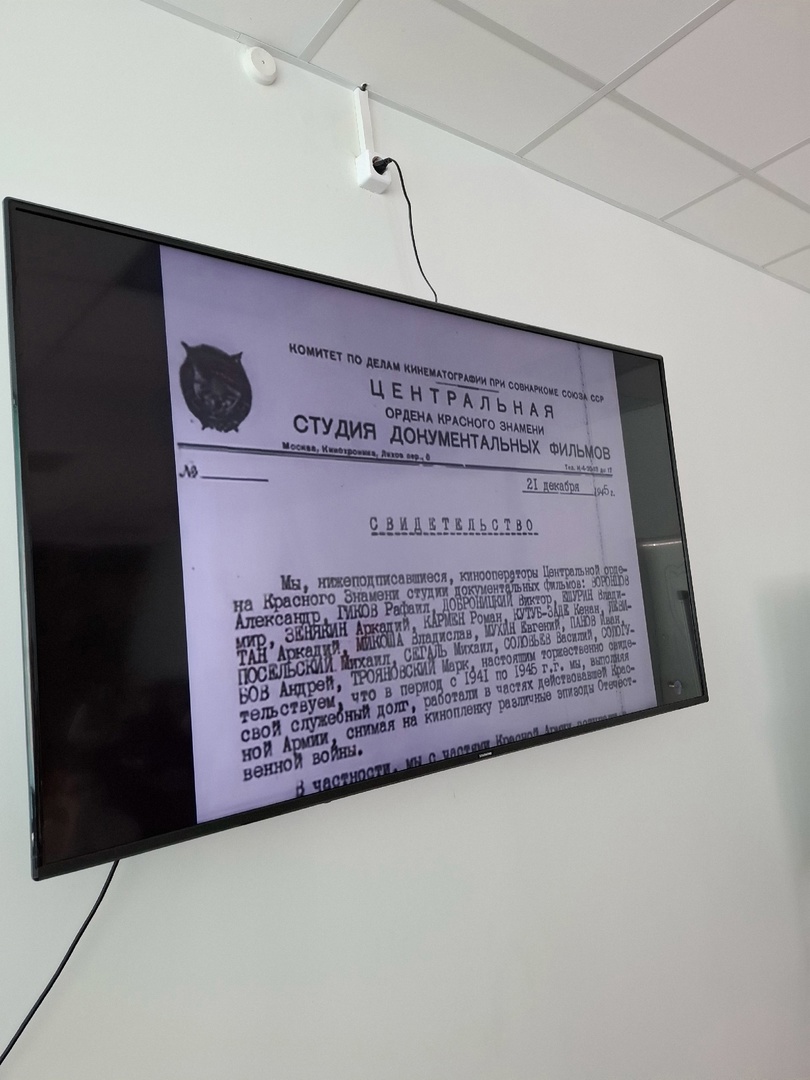 КОМИТЕТ ПО ДЕЛАМ КИНЕМАТОГРАФИИ ПРИ СОВНАРКОМЕ СОЮЗА ССР
ЦЕНТРАЛЬНАЯ
ОРДЕНА КРАСНОГО ЗНАМЕНИ
СТУДИЯ ДОКУМЕНТАЛЬНЫХ ФИЛЬМОВ
Москва, Кинохроника, Лихов пер., 6
№
21 декабря 1945 г.
СВИДЕТЕЛЬСТВО
Мы, нижеподписавшиеся, кинооператоры Центральной орде-
на Красного Знамени студии документальных фильмов: ВОРОНЦОВ
Александр, ГИКОВ Рафаил, ДОБРОНИЦКИЙ Виктор, ЕШУРИН Влади-
мир, ЗЕНЯКИН Аркадий, КАРМЕН Роман, КУТУБ-ЗАДЕ Кенан, ЛЕВИ-
ТАН Аркадий, МИКОША Владислав, МУХИН Евгений, ПАНОВ Иван,
ПОСЕЛЬСКИЙ Михаил, СЕГАЛЬ Михаил, СОЛОВЬЕВ Василий, СОЛОГУ-
БОВ Андрей, ТРОЯНОВСКИЙ Марк, настоящим торжественно свиде-
тельствуем, что в период с 1941 по 1945 г.г. мы, выполняя
свой служебный долг, работали в частях действовавшей Крас-
ной Армии, снимая на кинопленку различные эпизоды Отечест-
венной войны.
В частности, мы с частями Красной Армии